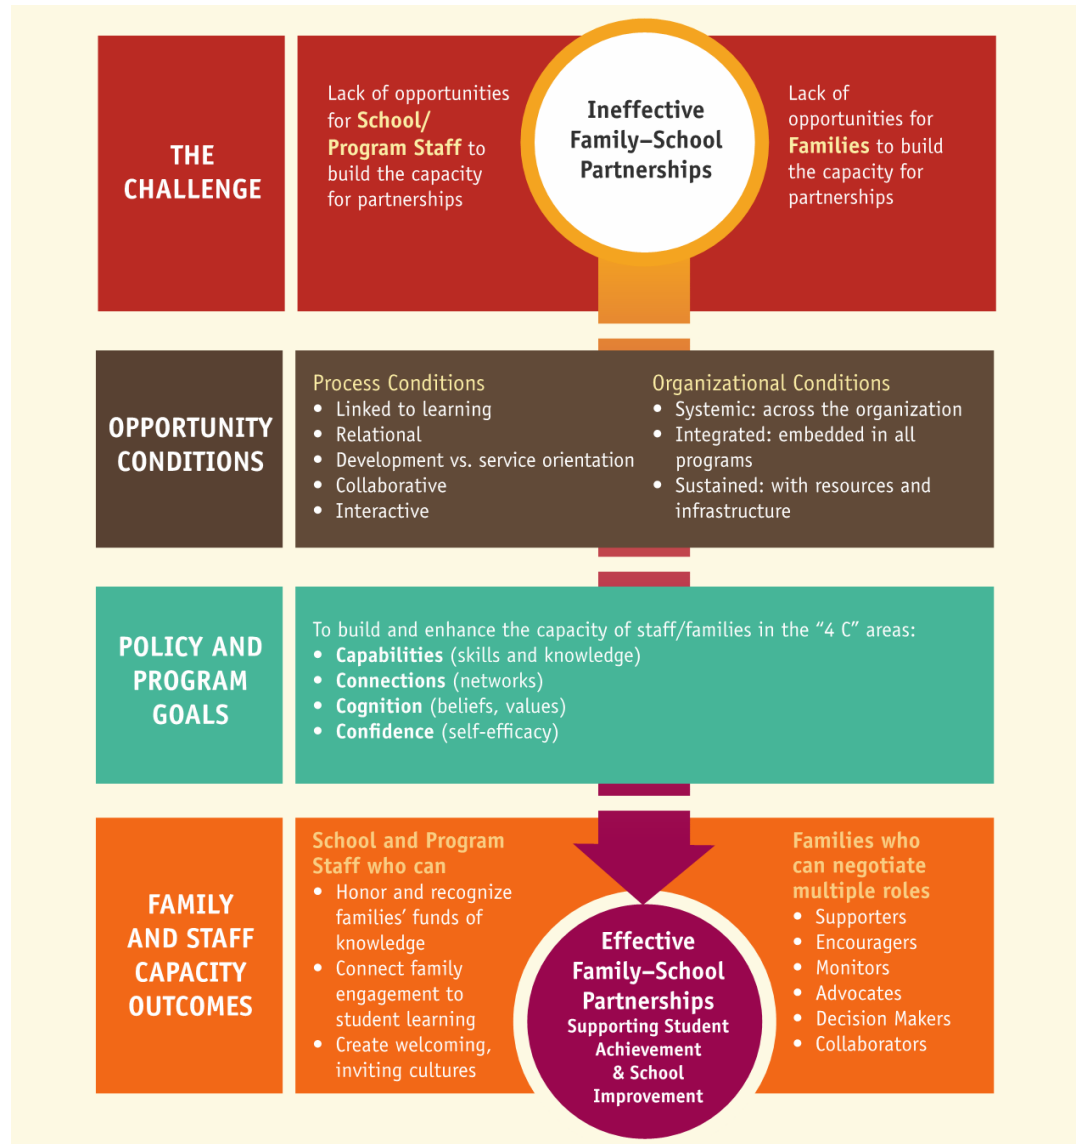 THE
CHALLENGE
Lack of opportunities
for School/
Program Staff to
build the capacity
for partnerships
Ineffective
Family–School
Partnerships
Lack of
opportunities for
Families to build
the capacity for
partnerships
OPPORTUNITY
CONDITIONS
Process Conditions
• Linked to learning
• Relational
• Development vs. service orientation
• Collaborative
• Interactive
Organizational Conditions
• Systemic: across the organization
• Integrated: embedded in all
programs
• Sustained: with resources and
infrastructure
POLICY AND
PROGRAM
GOALS
To build and enhance the capacity of staff/families in the “4 C” areas:
• Capabilities (skills and knowledge)
• Connections (networks)
• Cognition (beliefs, values)
• Confidence (self-efficacy)
FAMILY
AND STAFF
CAPACITY
OUTCOMES
School and Program
Staff who can
• Honor and recognize
families’ funds of
knowledge
• Connect family
engagement to
student learning
• Create welcoming,
inviting cultures
Effective
Family–School
Partnerships
Supporting Student
Achievement
& School
Improvement
Families who
can negotiate
multiple roles
• Supporters
• Encouragers
• Monitors
• Advocates
• Decision Makers
• Collaborators